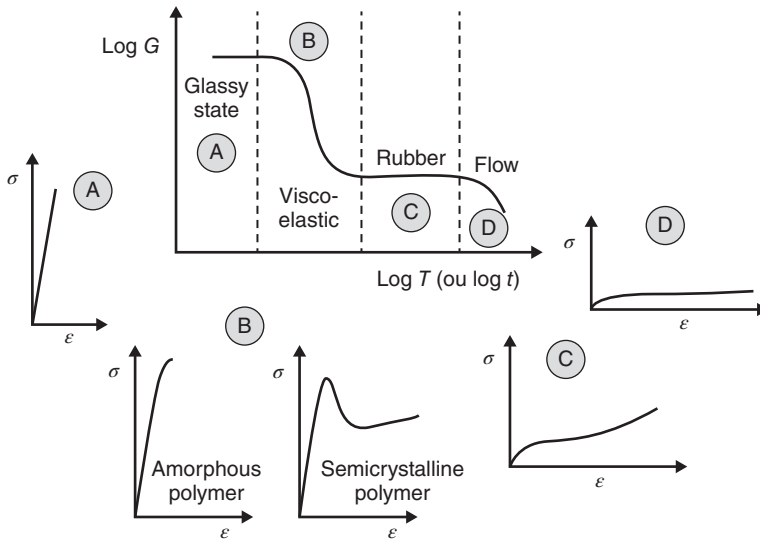 Log G
B
Glassy
state
A
Rubber
Flow
Visco-
elastic
C
D
Log T (ou log t)
σ
A
ε
D
σ
ε
B
σ
Amorphous
polymer
ε
σ
Semicrystalline
polymer
ε
C
σ
ε